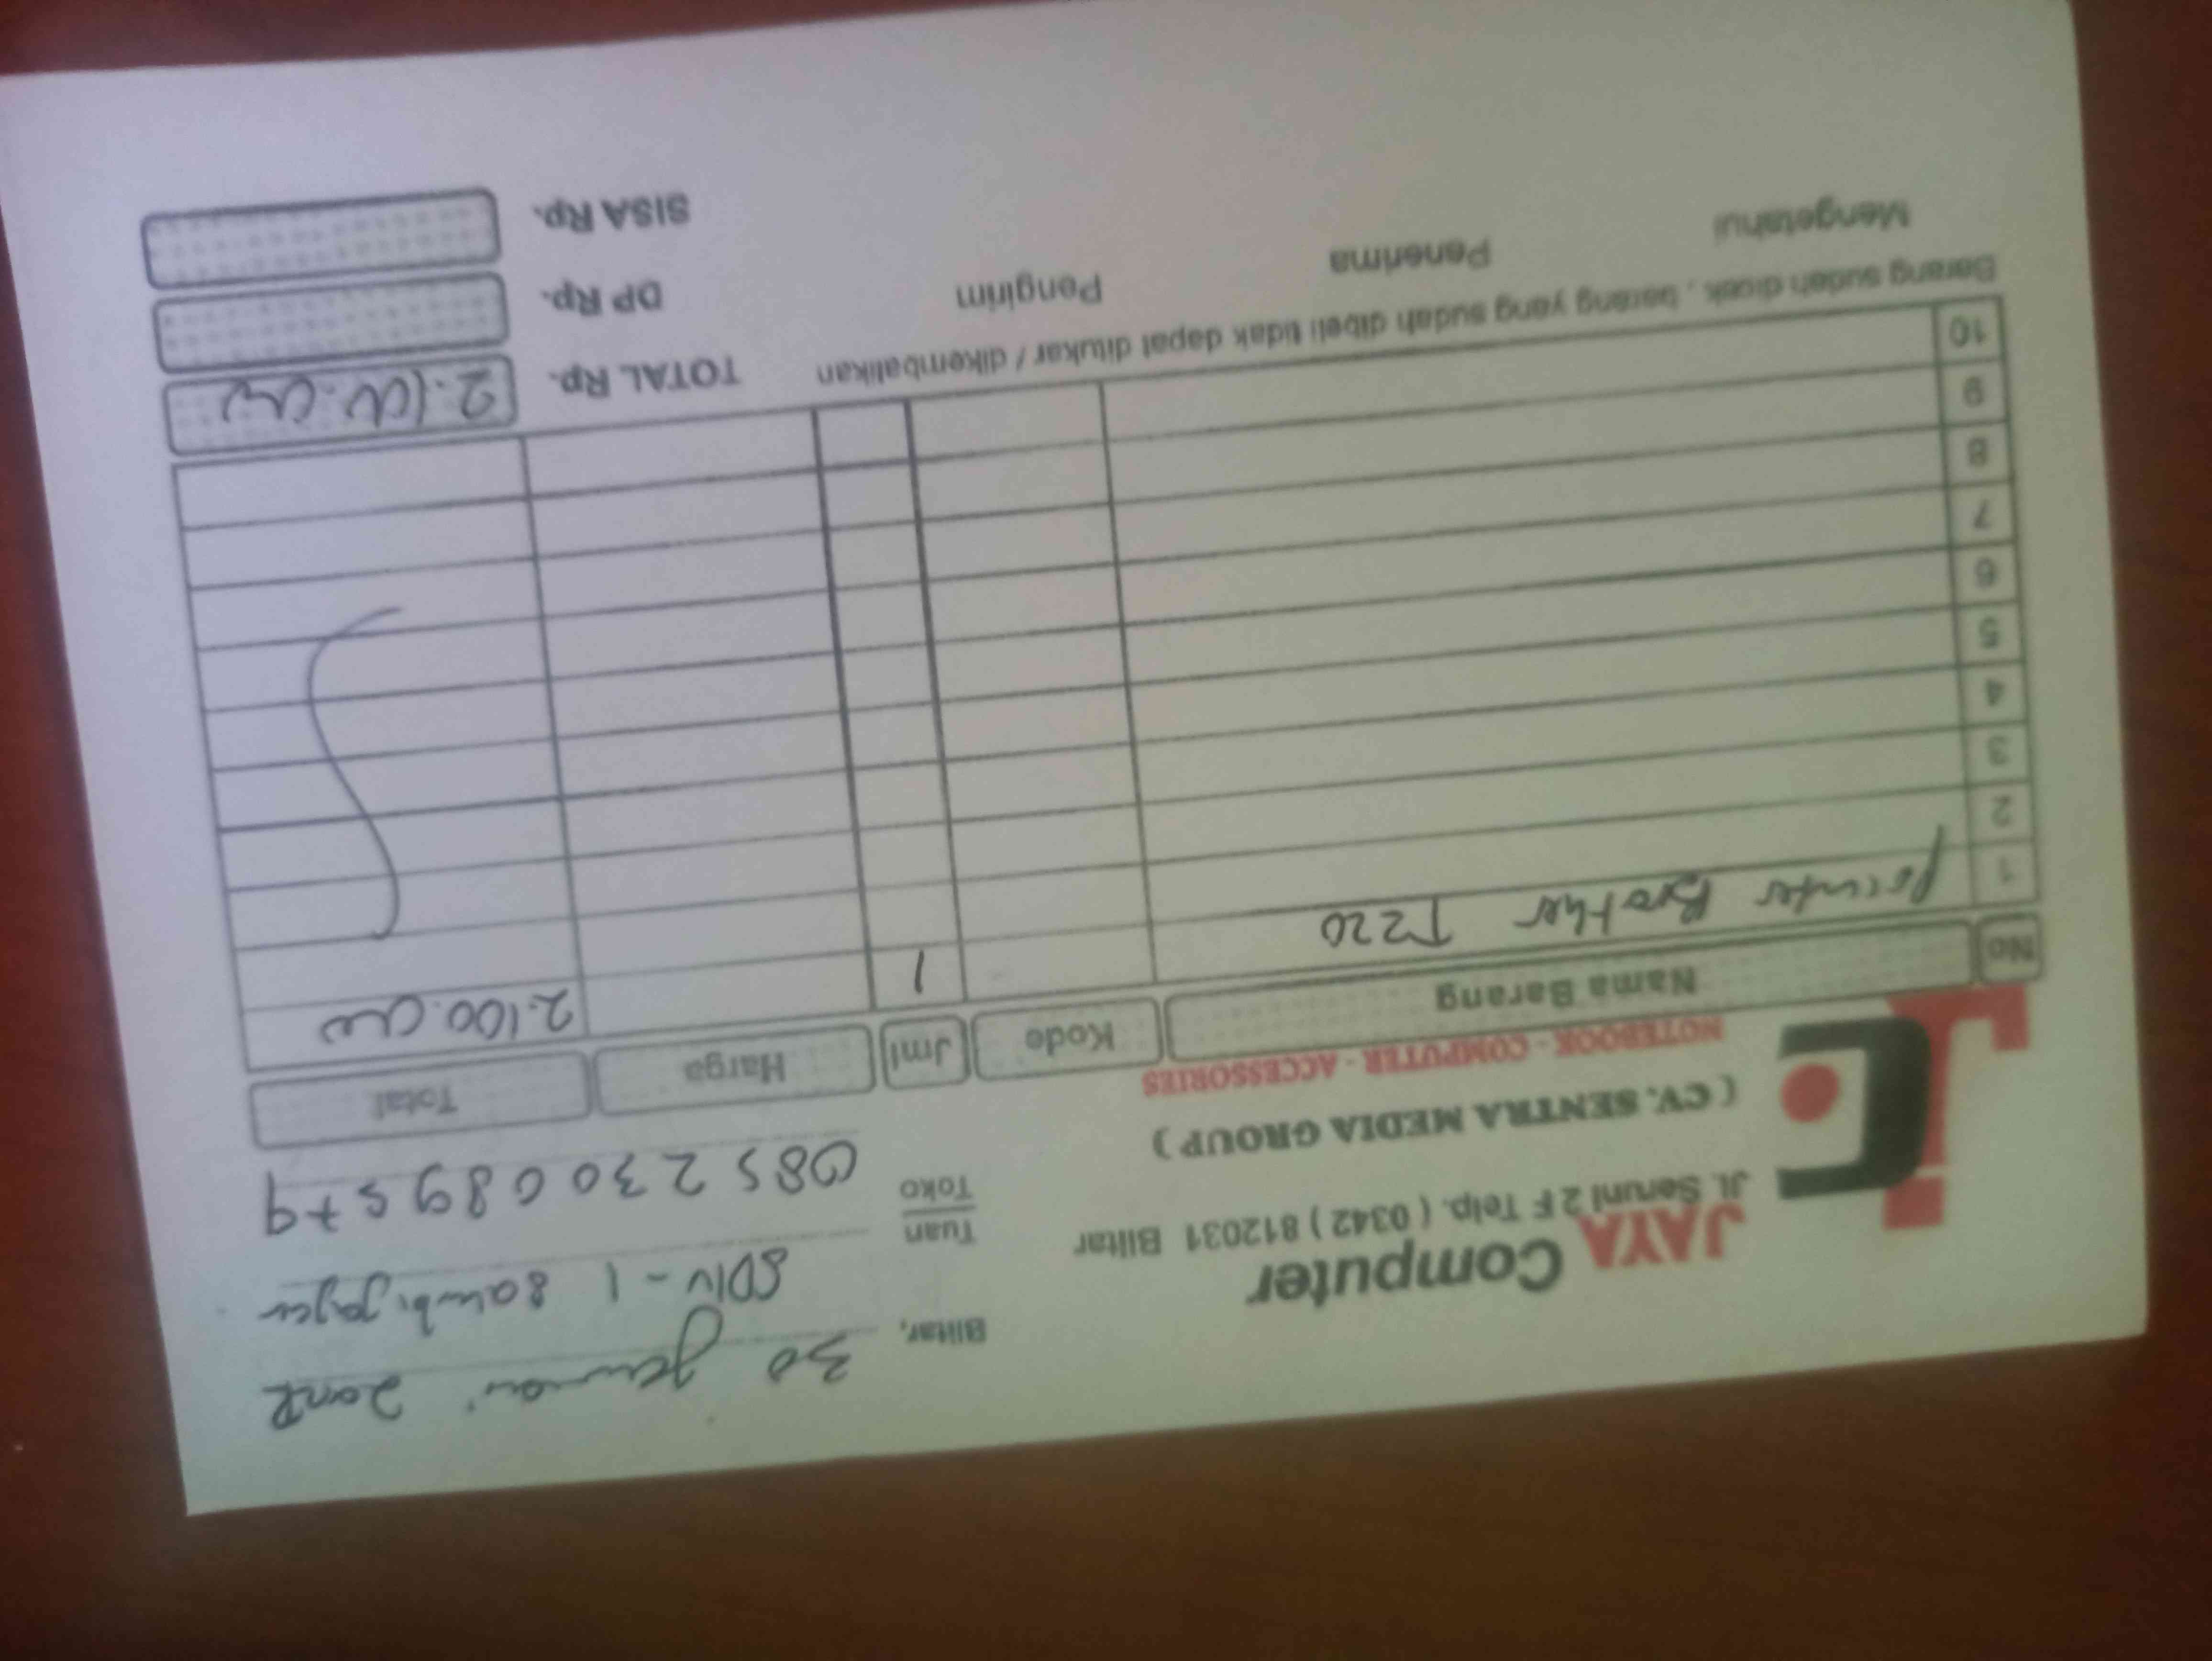 JAYA Computer
Jl. Seruni 2 F Telp. ( 0342 ) 812031 Blitar
( CV. SENTRA MEDIA GROUP )
NOTEBOOK - COMPUTER - ACCESSORIES
Blitar, 30 januari
SDN - 1
Tuan
Toko
No Nama Barang Kode Jml Harga Total
1 Printer Brother T220 1 2.100.000
2
3
4
5
6
7
8
9
10
Barang sudah dicek , barang yang sudah dibeli tidak dapat ditukar / dikembalikan
TOTAL Rp. 2.100.000
Mengetahui Penerima Pengirim DP Rp.
SISA Rp.